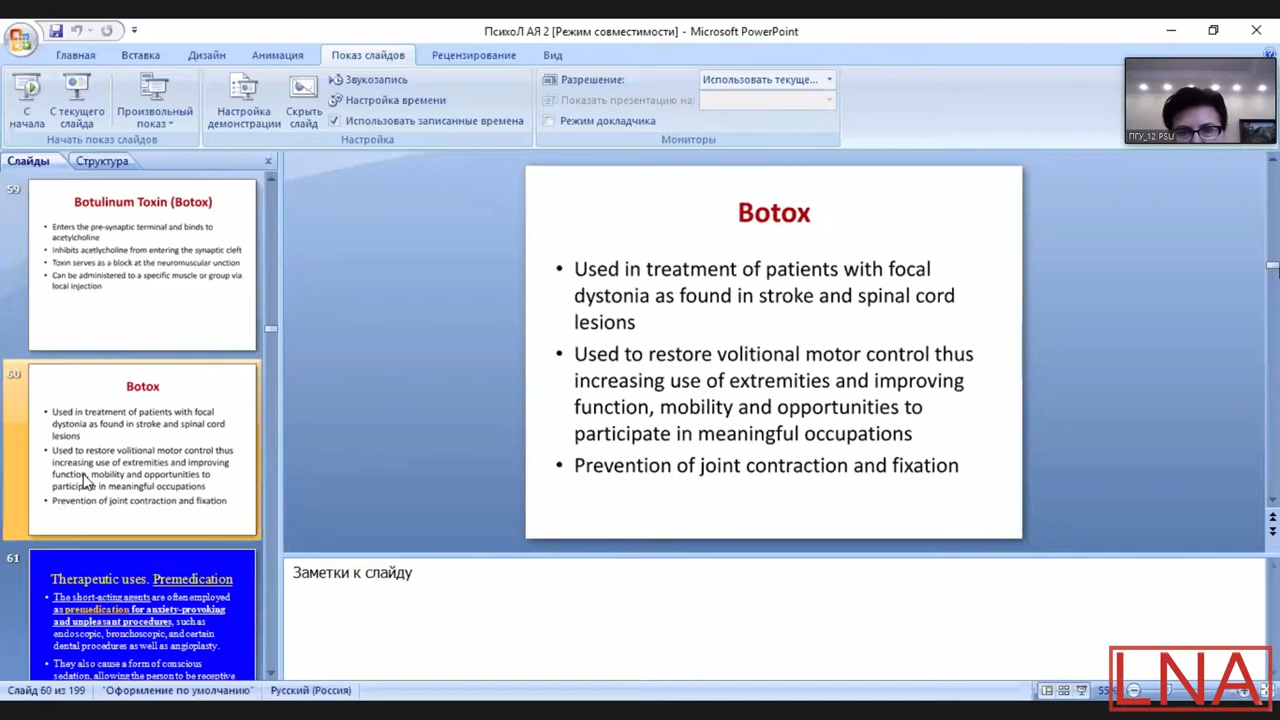 ПсихоЛ АЯ 2 [Режим совместимости] - Microsoft PowerPoint
Главная Вставка Дизайн Анимация Показ слайдов Рецензирование Вид
С начала
С текущего слайда
Произвольный показ
Начать показ слайдов
Настройка демонстрации
Скрыть слайд
Звукозапись
Настройка времени
Использовать записанные времена
Настройка
Разрешение: Использовать текуще...
Показать презентацию на:
Режим докладчика
Мониторы
ПГУ_12 PSU
Слайды Структура
59
Botulinum Toxin (Botox)
• Enters the pre-synaptic terminal and binds to
acetylcholine
• Inhibits acetlycholine from entering the synaptic cleft
• Toxin serves as a block at the neuromuscular unction
• Can be administered to a specific muscle or group via
local injection
60
Botox
• Used in treatment of patients with focal
dystonia as found in stroke and spinal cord
lesions
• Used to restore volitional motor control thus
increasing use of extremities and improving
function, mobility and opportunities to
participate in meaningful occupations
• Prevention of joint contraction and fixation
61
Therapeutic uses. Premedication
• The short-acting agents are often employed
as premedication for anxiety-provoking
and unpleasant procedures, such as
endoscopic, bronchoscopic, and certain
dental procedures as well as angioplasty.
• They also cause a form of conscious
sedation, allowing the person to be receptive
Botox
• Used in treatment of patients with focal
dystonia as found in stroke and spinal cord
lesions
• Used to restore volitional motor control thus
increasing use of extremities and improving
function, mobility and opportunities to
participate in meaningful occupations
• Prevention of joint contraction and fixation
Заметки к слайду
Слайд 60 из 199 "Оформление по умолчанию" Русский (Россия)
LNA